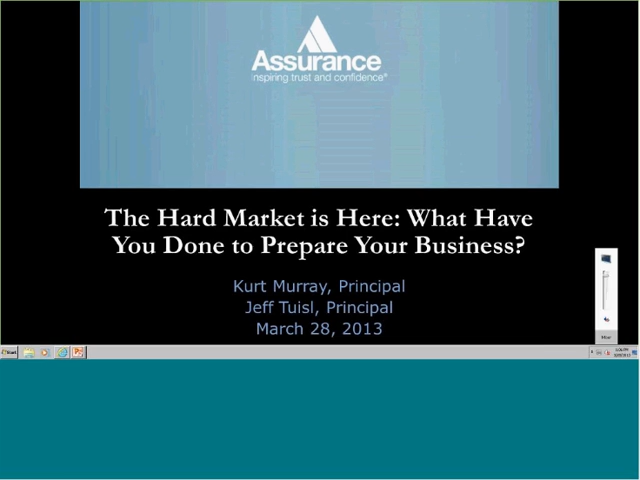 Assurance
Inspiring trust and confidence®
The Hard Market is Here: What Have
You Done to Prepare Your Business?
Kurt Murray, Principal
Jeff Tuisl, Principal
March 28, 2013
Start